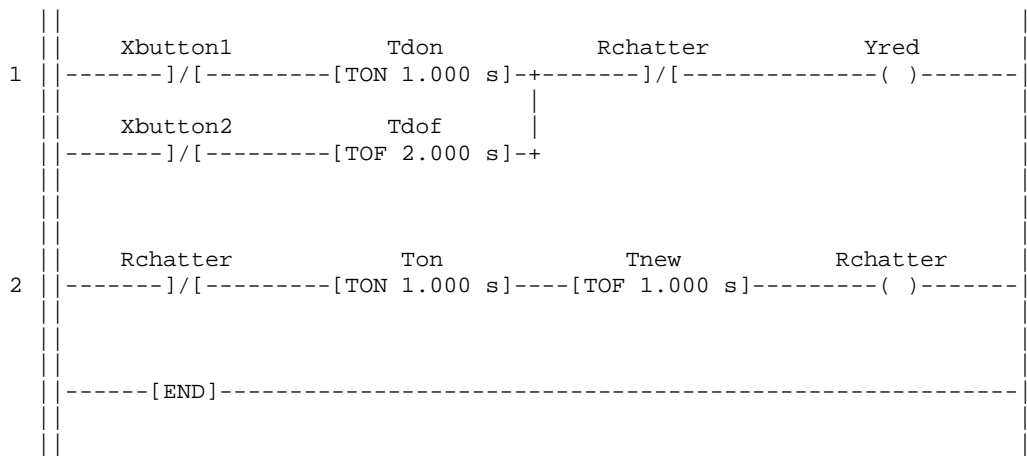 Xbutton1 Tdon Rchatter Yred
1 ||-------]/[---------[TON 1.000 s]-+-------]/[--------------( )-------|
Xbutton2 Tdof
||-------]/[---------[TOF 2.000 s]-+
Rchatter Ton Tnew Rchatter
2 ||-------]/[---------[TON 1.000 s]----[TOF 1.000 s]---------( )-------|
||------[END]---------------------------------------------------------|